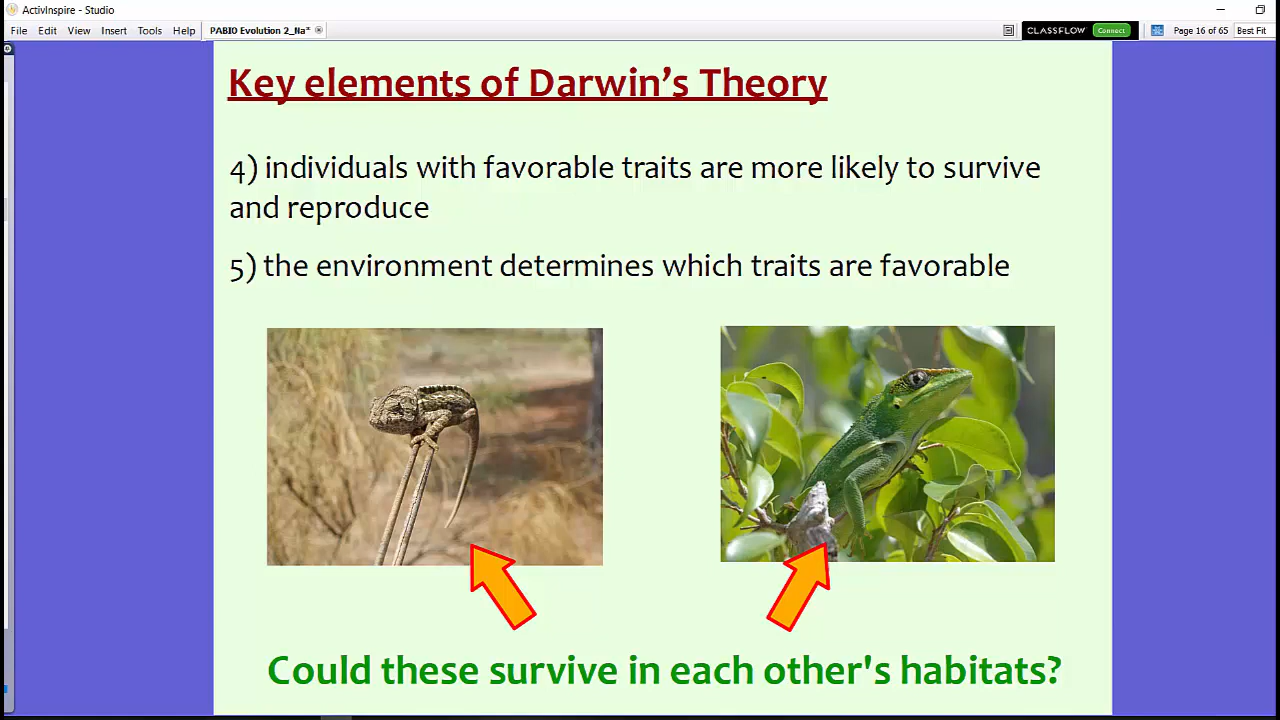 ActivInspire - Studio
File Edit View Insert Tools Help PABIO Evolution 2_Na* CLASSFLOW Connect Page 16 of 65 Best Fit
Key elements of Darwin's Theory
4) individuals with favorable traits are more likely to survive
and reproduce
5) the environment determines which traits are favorable
Could these survive in each other's habitats?